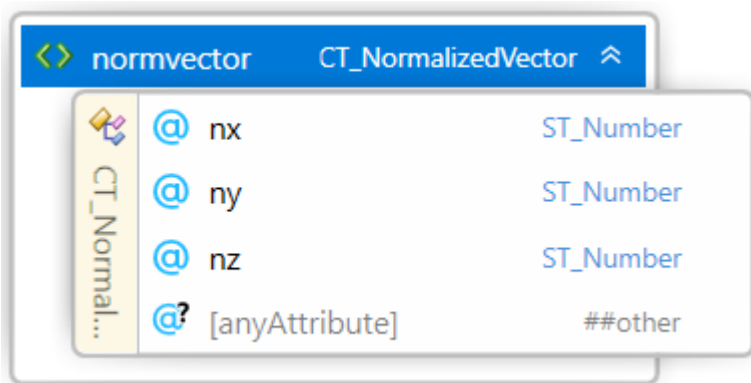 normvector CT_NormalizedVector
CT_Normal...
@ nx ST_Number
@ ny ST_Number
@ nz ST_Number
@? [anyAttribute] ##other